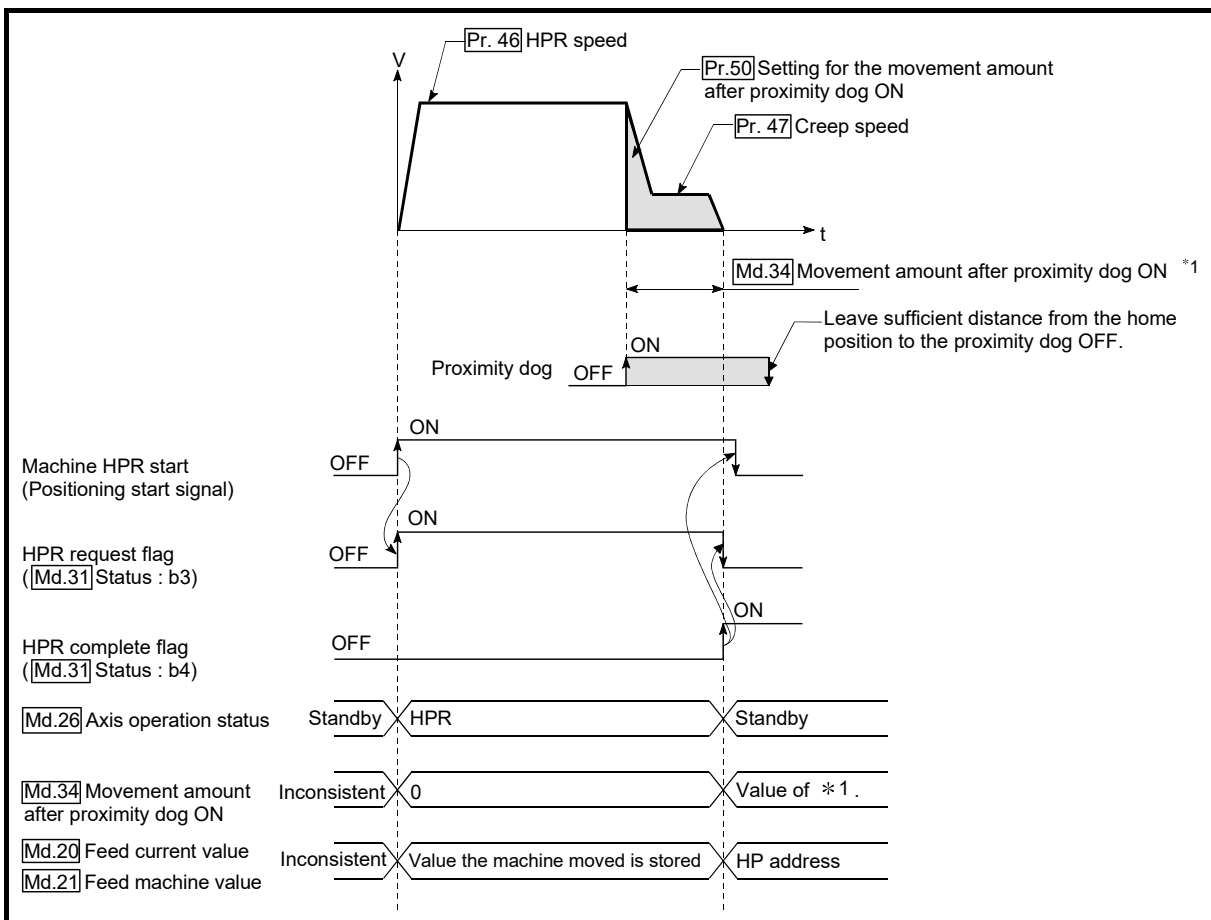 Pr. 46 HPR speed
V
Pr.50 Setting for the movement amount
after proximity dog ON
Pr. 47 Creep speed
t
Md.34 Movement amount after proximity dog ON *1
Leave sufficient distance from the home
position to the proximity dog OFF.
ON
Proximity dog OFF
ON
Machine HPR start OFF
(Positioning start signal)
ON
HPR request flag OFF
( Md.31 Status : b3)
ON
HPR complete flag OFF
( Md.31 Status : b4)
Md.26 Axis operation status Standby HPR Standby
Md.34 Movement amount Inconsistent 0 Value of *1.
after proximity dog ON
Md.20 Feed current value Inconsistent Value the machine moved is stored HP address
Md.21 Feed machine value